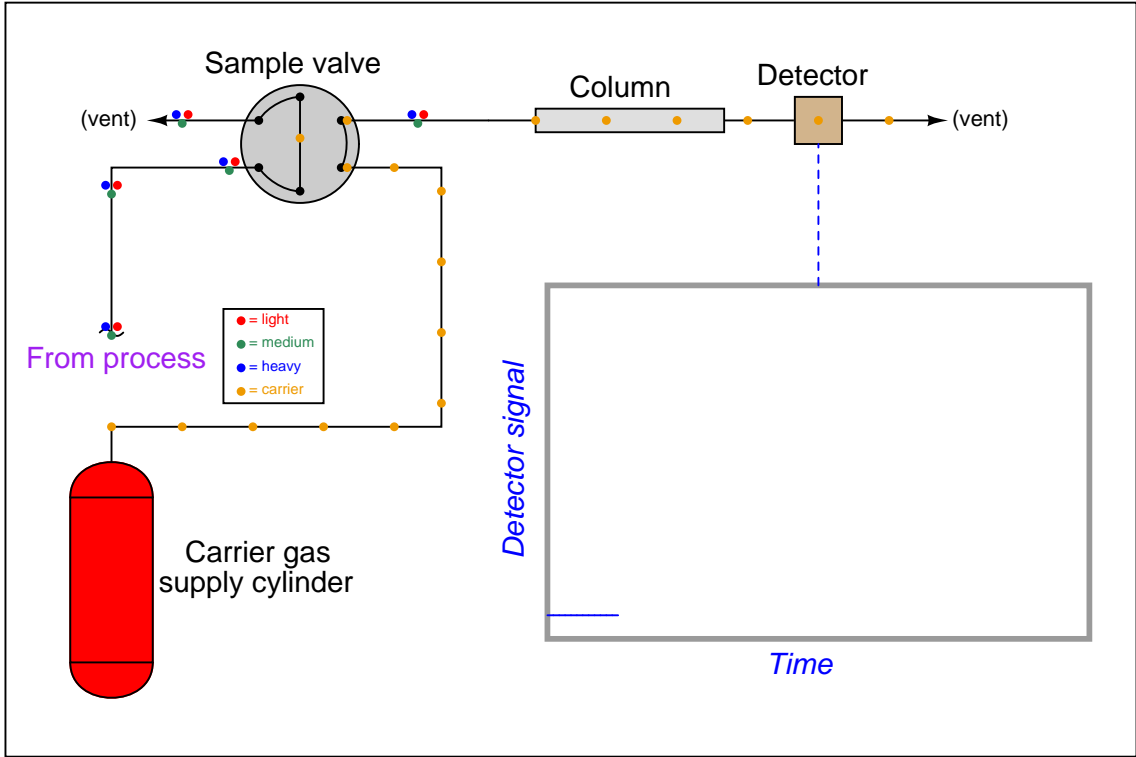 Sample valve
Column
Detector
(vent)
(vent)
= light
= medium
= heavy
= carrier
From process
Detector signal
Carrier gas
supply cylinder
Time